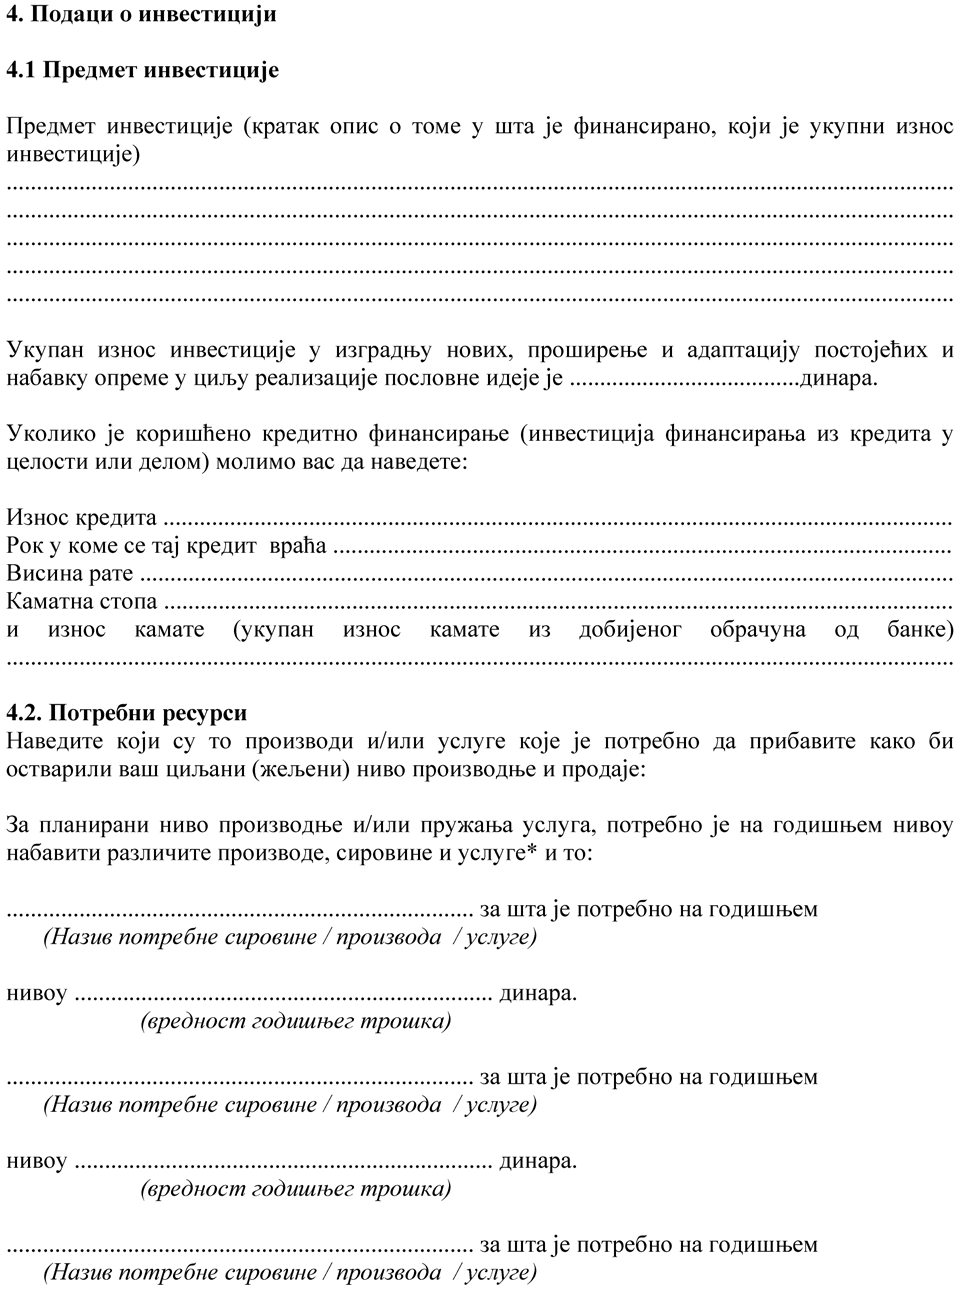 4. Подаци о инвестицији
4.1 Предмет инвестиције
Предмет инвестиције (кратак опис о томе у шта је финансирано, који је укупни износ
инвестиције)
................................................................................
................................................................................
................................................................................
................................................................................
................................................................................
Укупан износ инвестиције у изградњу нових, проширење и адаптацију постојећих и
набавку опреме у циљу реализације пословне идеје је ......................................динара.
Уколико је коришћено кредитно финансирање (инвестиција финансирања из кредита у
целости или делом) молимо вас да наведете:
Износ кредита ................................................................................
Рок у коме се тај кредит  враћа ................................................................................
Висина рате ................................................................................
Каматна стопа ................................................................................
и износ камате (укупан износ камате из добијеног обрачуна од банке)
................................................................................
4.2. Потребни ресурси
Наведите који су то производи и/или услуге које је потребно да прибавите како би
остварили ваш циљани (жељени) ниво производње и продаје:
За планирани ниво производње и/или пружања услуга, потребно је на годишњем нивоу
набавити различите производе, сировине и услуге* и то:
............................................................................. за шта је потребно на годишњем
(Назив потребне сировине / производа  / услуге)
нивоу ..................................................................... динара.
(вредност годишњег трошка)
............................................................................. за шта је потребно на годишњем
(Назив потребне сировине / производа  / услуге)
нивоу ..................................................................... динара.
(вредност годишњег трошка)
............................................................................. за шта је потребно на годишњем
(Назив потребне сировине / производа  / услуге)